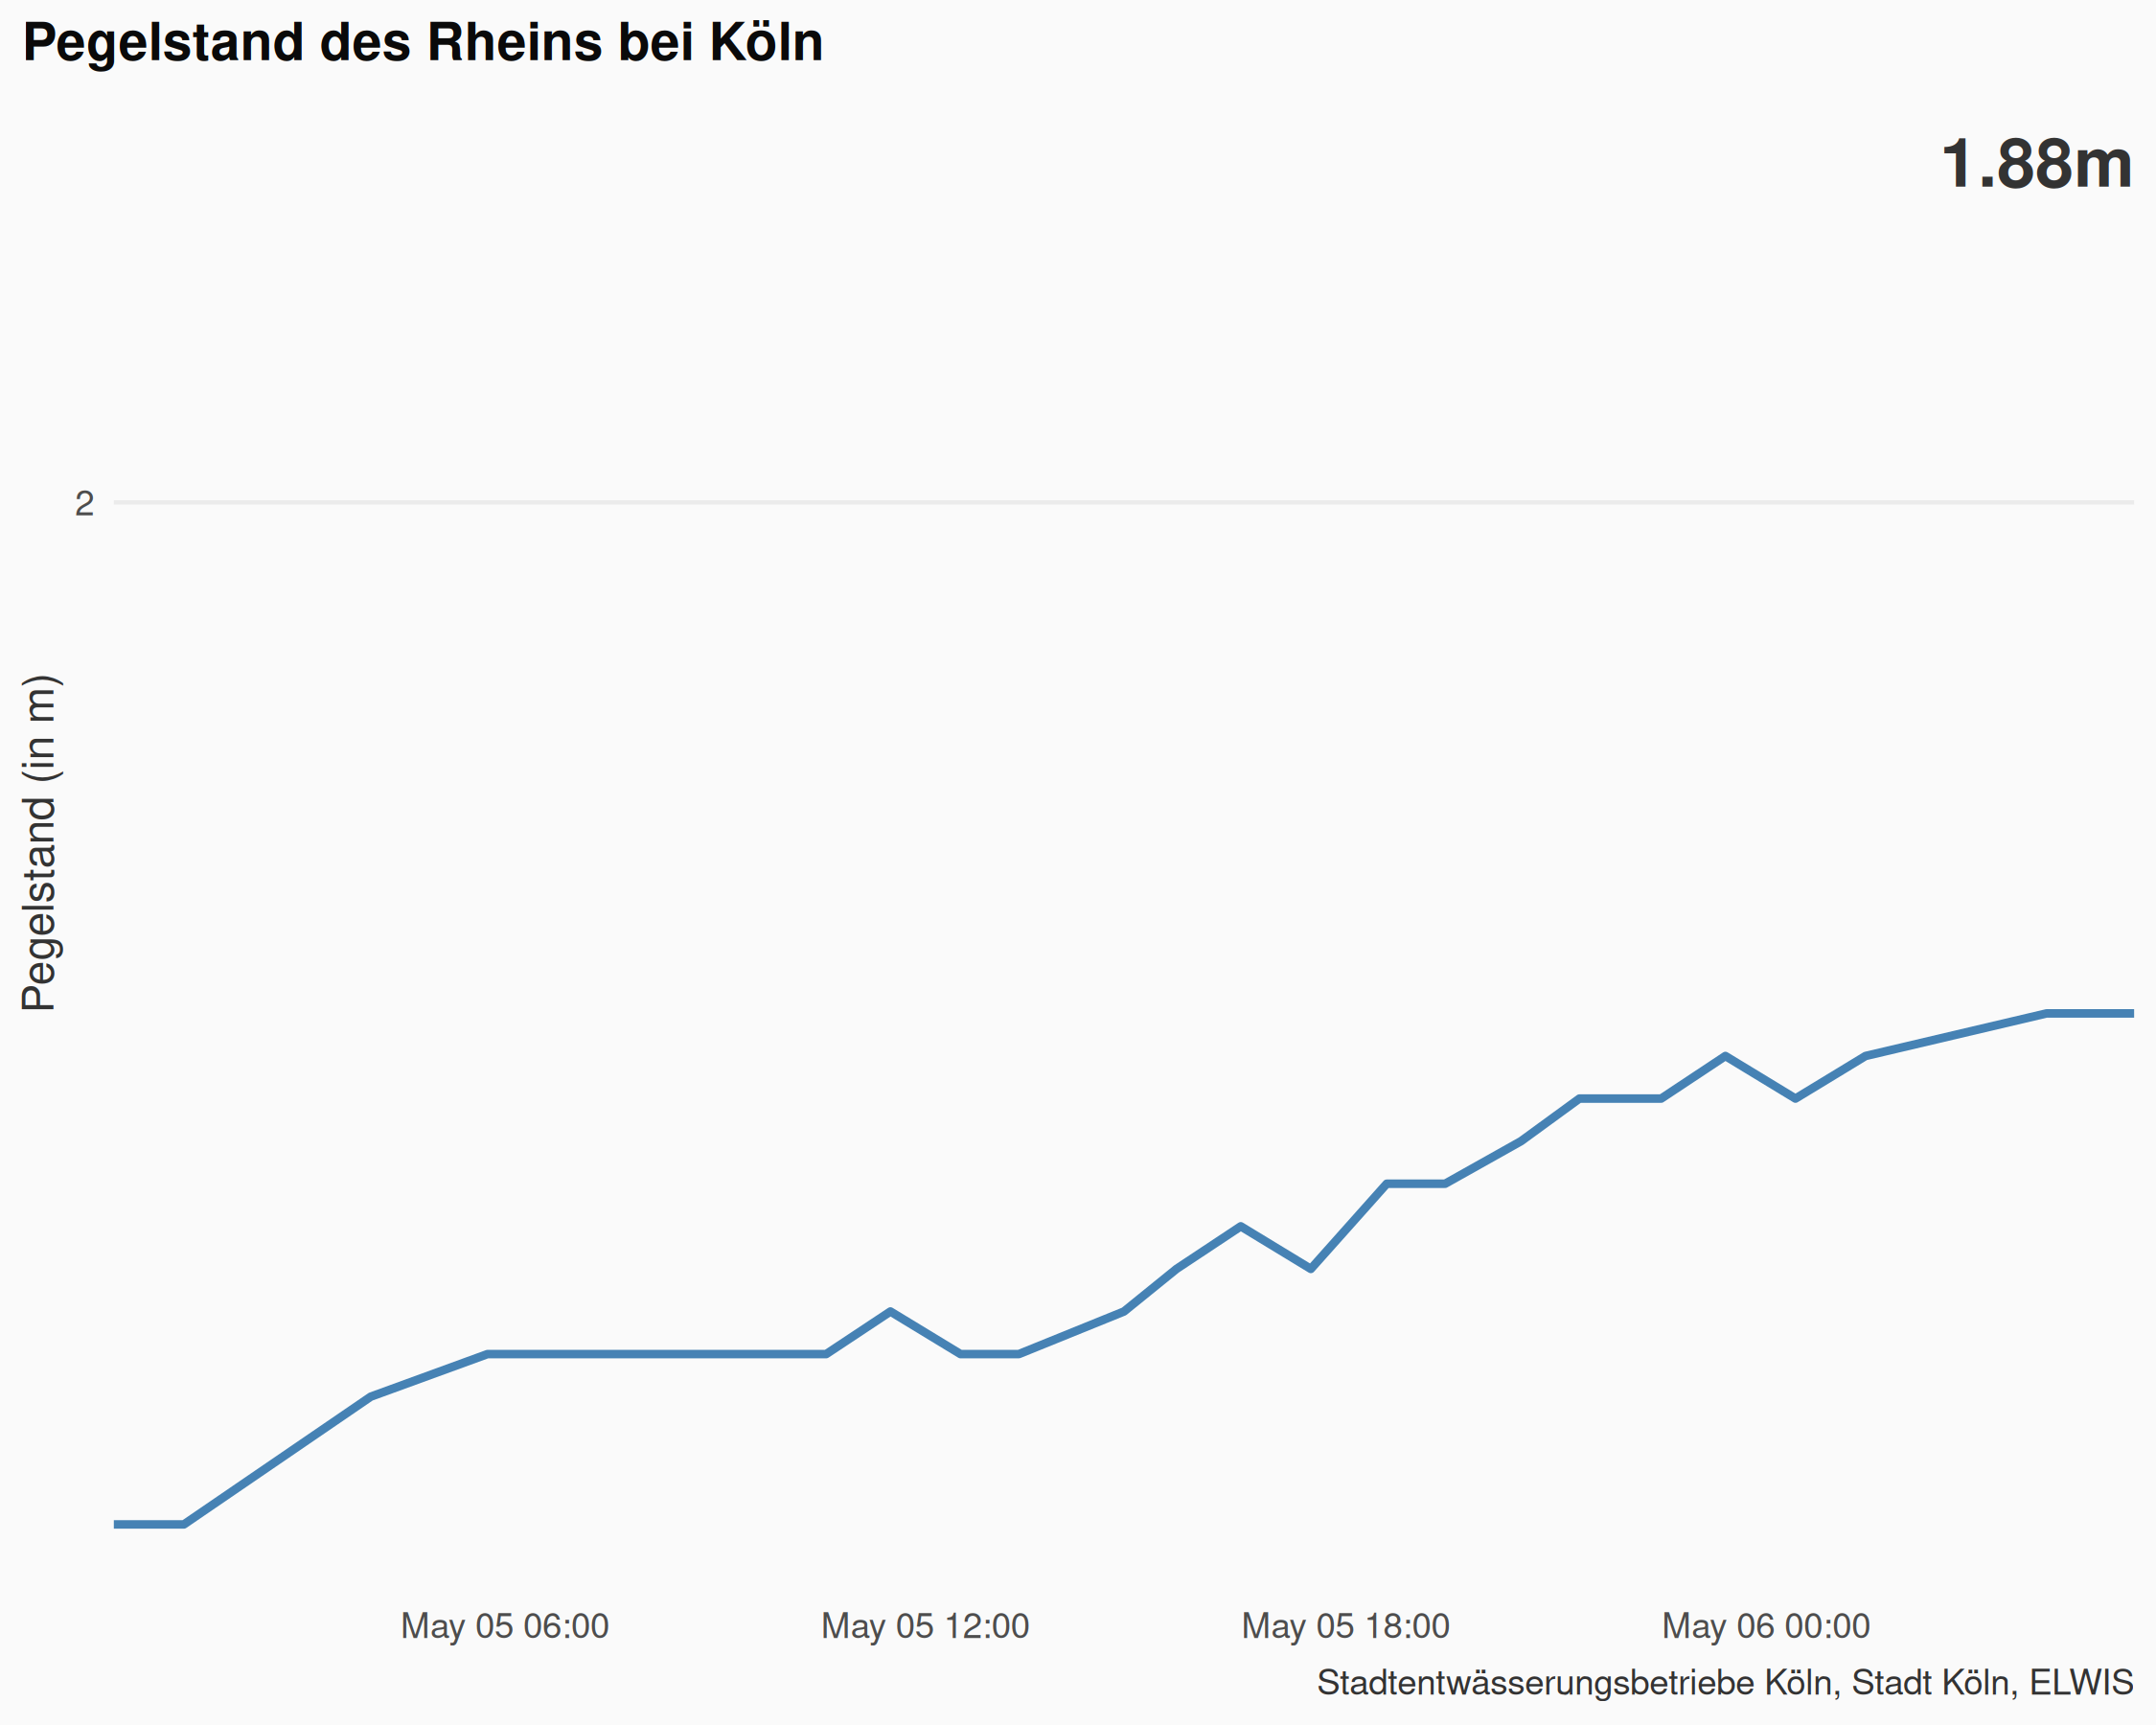 Pegelstand des Rheins bei Köln
1.88m
2
Pegelstand (in m)
May 05 06:00
May 05 12:00
May 05 18:00
May 06 00:00
Stadtentwässerungsbetriebe Köln, Stadt Köln, ELWIS